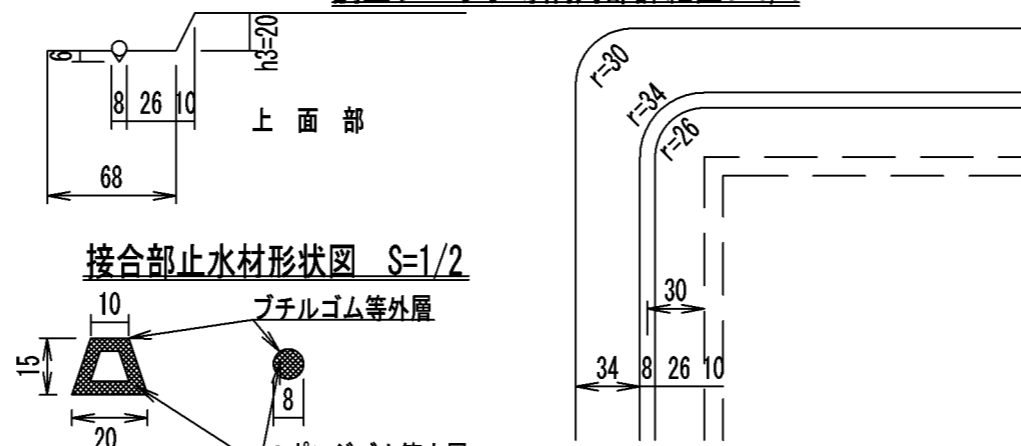 6
h3=20
8 26 10
上面部
68
接合部止水材形状図 S=1/2
10
ブチルゴム等外層
15
8
20
r=30
r=34
r=26
30
34 8 26 10